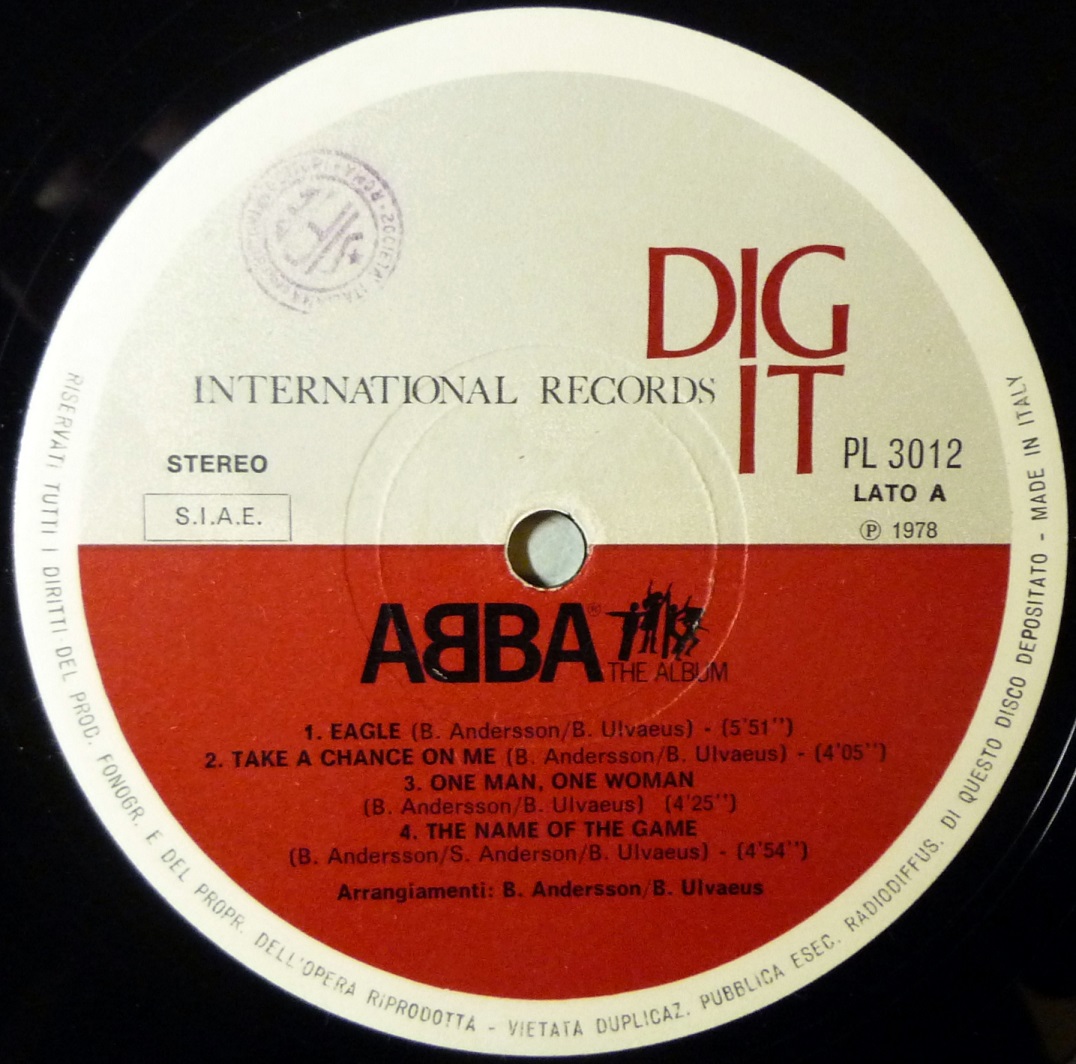 DIG
IT
INTERNATIONAL RECORDS
STEREO
S.I.A.E.
PL 3012
LATO A
℗ 1978
ABBA®
THE ALBUM
1. EAGLE (B. Andersson/B. Ulvaeus) - (5'51'')
2. TAKE A CHANCE ON ME (B. Andersson/B. Ulvaeus) - (4'05'')
3. ONE MAN, ONE WOMAN
(B. Andersson/B. Ulvaeus) (4'25'')
4. THE NAME OF THE GAME
(B. Andersson/S. Anderson/B. Ulvaeus) - (4'54'')
Arrangiamenti: B. Andersson/B. Ulvaeus
RISERVATI TUTTI I DIRITTI DEL PROD. FONOGR. E DEL PROPR. DELL'OPERA RIPRODOTTA - VIETATA DUPLICAZ. PUBBLICA ESEC. RADIODIFFUS. DI QUESTO DISCO DEPOSITATO - MADE IN ITALY
ROMA - SOCIETA' ITALIANA